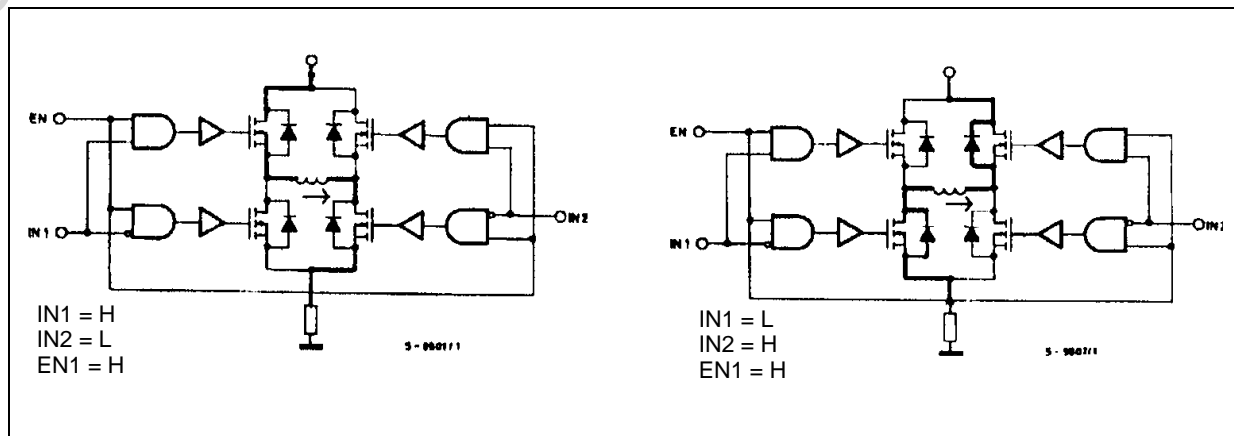 EN
IN1
IN2
IN1 = H
IN2 = L
EN1 = H
EN
IN1
IN1 = L
IN2 = H
EN1 = H